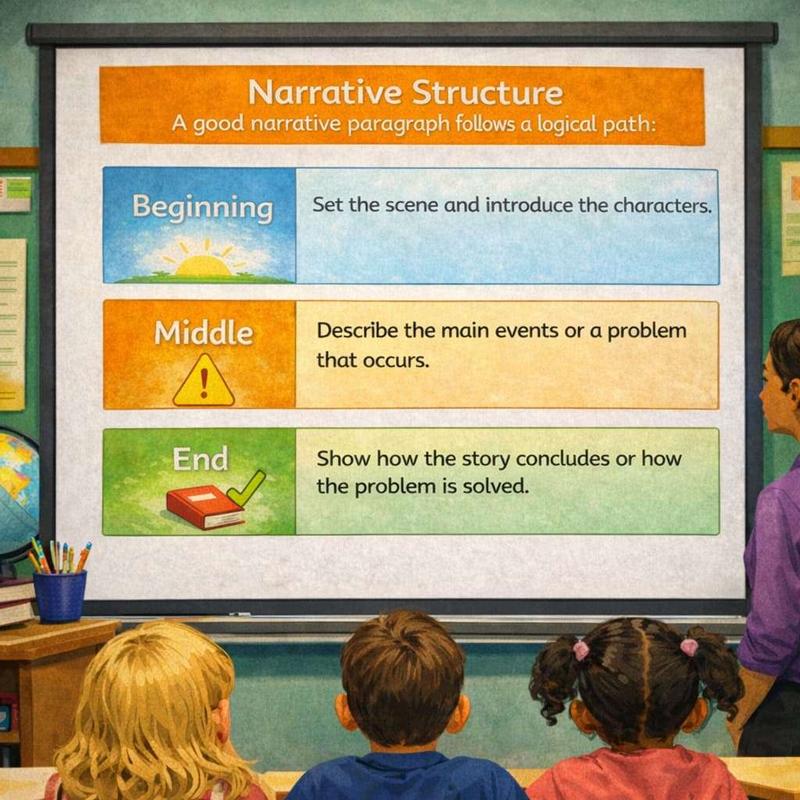 Narrative Structure
A good narrative paragraph follows a logical path:
Beginning
Set the scene and introduce the characters.
Middle
Describe the main events or a problem
that occurs.
End
Show how the story concludes or how
the problem is solved.